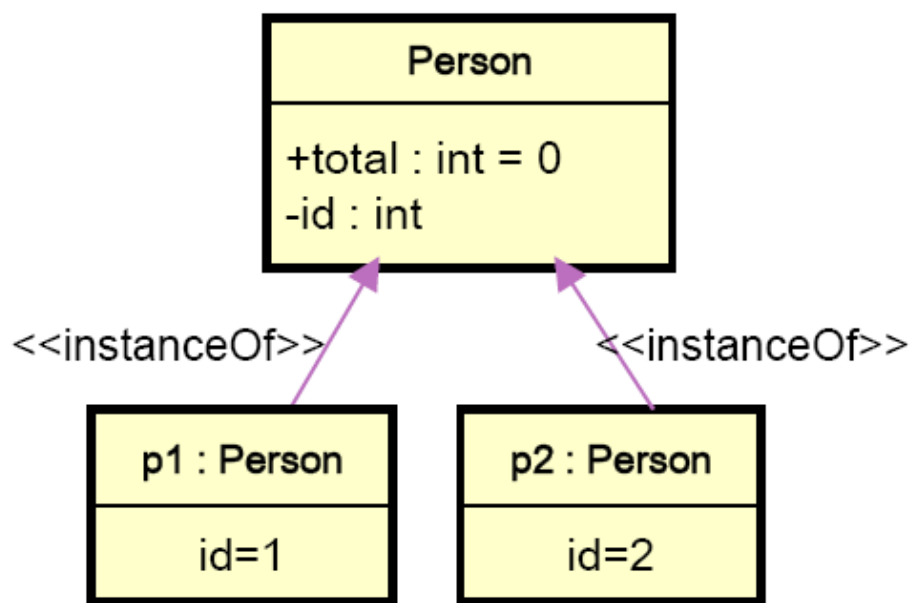 Person
+total : int = 0
-id : int
<<instanceOf>>
<<instanceOf>>
p1 : Person
id=1
p2 : Person
id=2